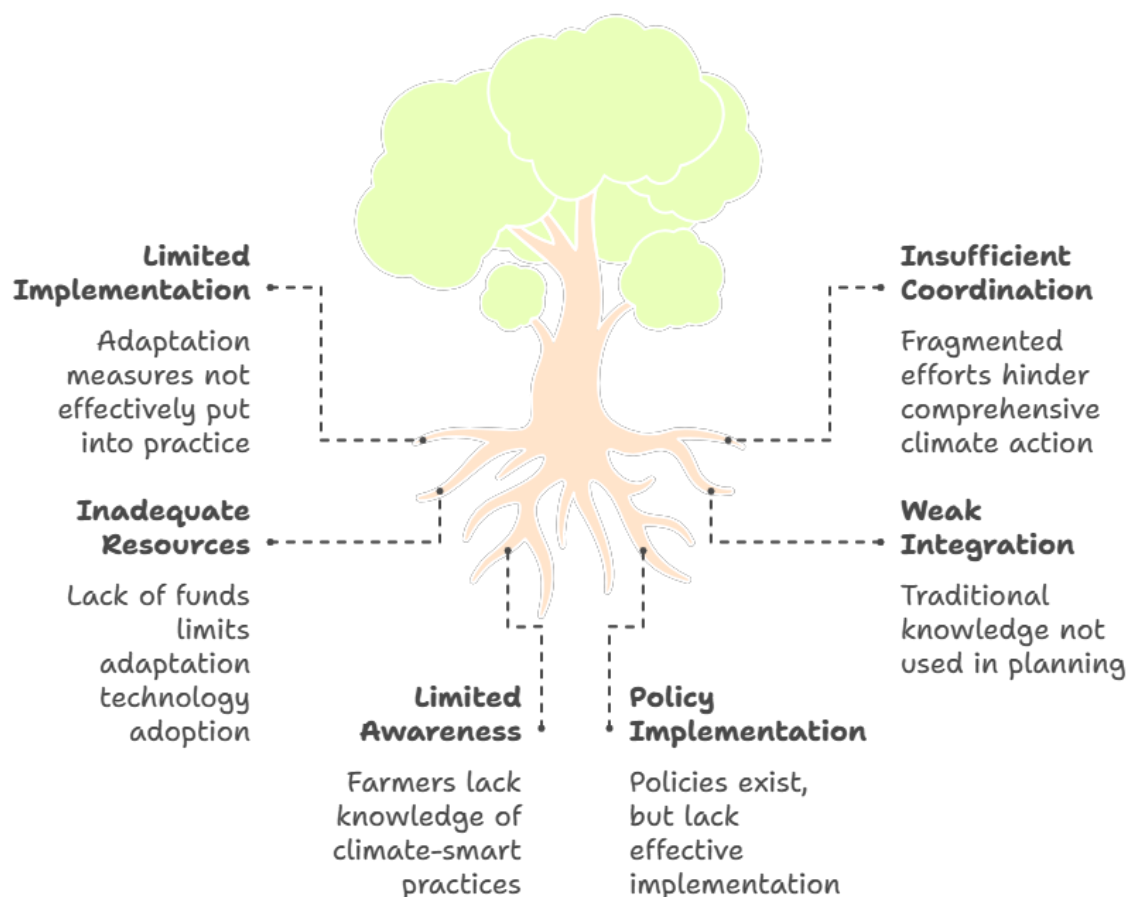 Limited
Implementation
Adaptation
measures not
effectively put
into practice
Inadequate
Resources
Lack of funds
limits
adaptation
technology
adoption
Limited
Awareness
Farmers lack
knowledge of
climate-smart
practices
Policy
Implementation
Policies exist,
but lack
effective
implementation
Insufficient
Coordination
Fragmented
efforts hinder
comprehensive
climate action
Weak
Integration
Traditional
knowledge not
used in planning